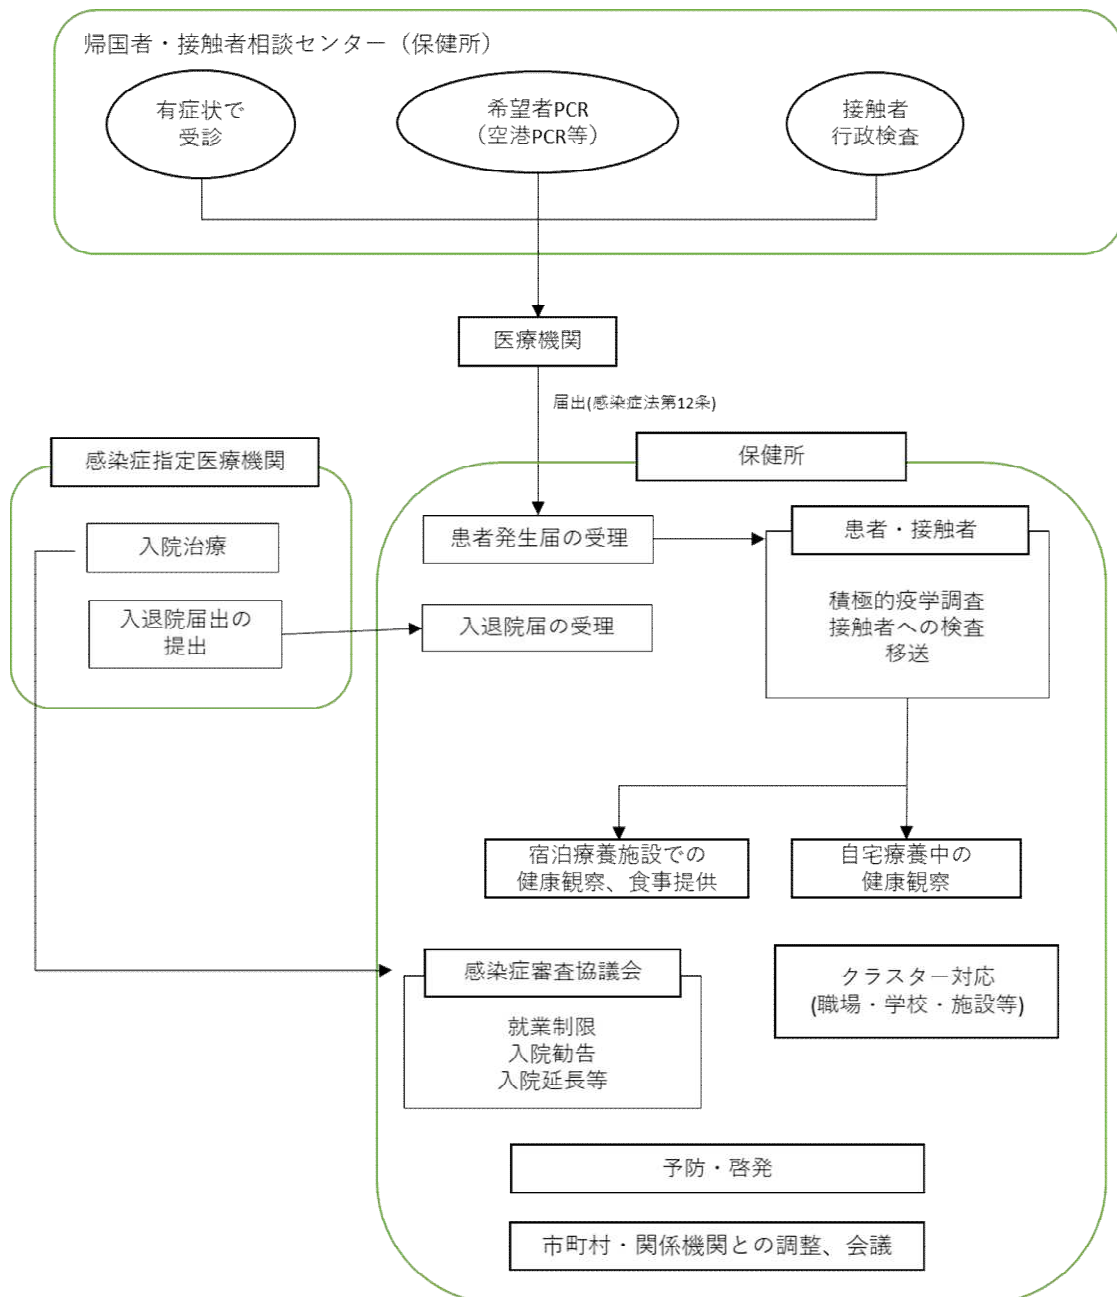 帰国者・接触者相談センター（保健所）
有症状で
受診
希望者PCR
（空港PCR等）
接触者
行政検査
医療機関
届出(感染症法第12条)
感染症指定医療機関
入院治療
入退院届出の
提出
保健所
患者発生届の受理
入退院届の受理
患者・接触者
積極的疫学調査
接触者への検査
移送
宿泊療養施設での
健康観察、食事提供
自宅療養中の
健康観察
感染症審査協議会
就業制限
入院勧告
入院延長等
クラスター対応
(職場・学校・施設等)
予防・啓発
市町村・関係機関との調整、会議